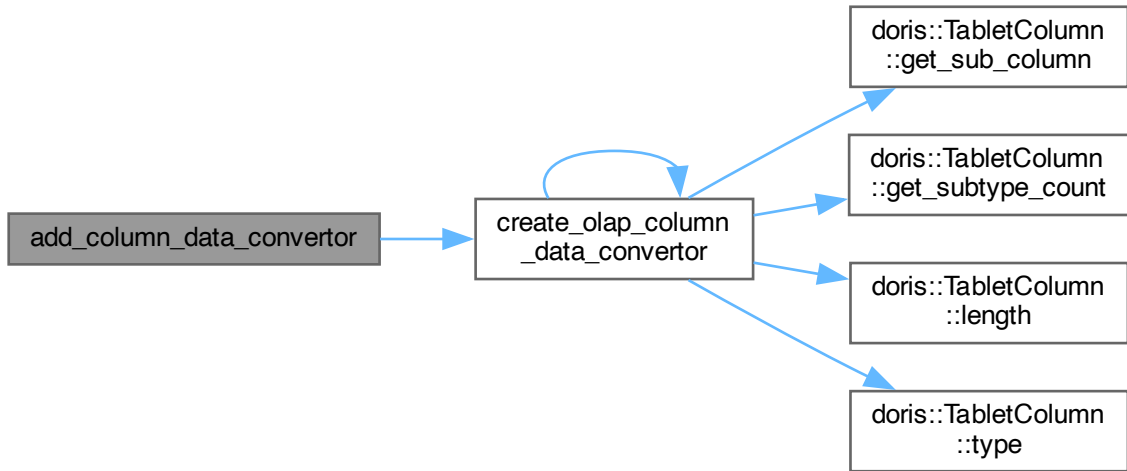 add_column_data_convertor
create_olap_column
_data_convertor
doris::TabletColumn
::get_sub_column
doris::TabletColumn
::get_subtype_count
doris::TabletColumn
::length
doris::TabletColumn
::type